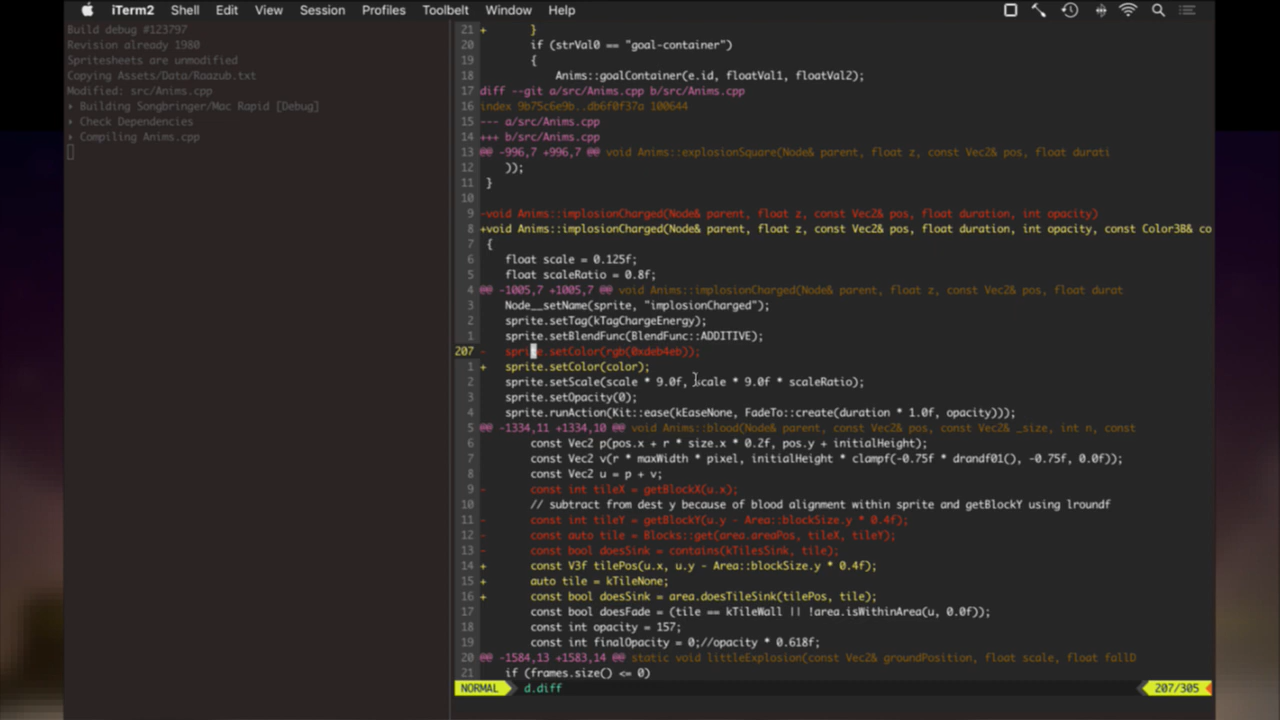 iTerm2 Shell Edit View Session Profiles Toolbelt Window Help
Build debug #123797
Revision already 1980
Spritesheets are unmodified
Copying Assets/Data/Raazub.txt
Modified: src/Anims.cpp
▸ Building Songbringer/Mac Rapid [Debug]
▸ Check Dependencies
▸ Compiling Anims.cpp
21 + }
20 if (strVal0 == "goal-container")
19 {
18 Anims::goalContainer(e.id, floatVal1, floatVal2);
17 diff --git a/src/Anims.cpp b/src/Anims.cpp
16 index 9b75c6e9b..db6f0f37a 100644
15 --- a/src/Anims.cpp
14 +++ b/src/Anims.cpp
13 @@ -996,7 +996,7 @@ void Anims::explosionSquare(Node& parent, float z, const Vec2& pos, float durati
12 ));
11 }
10
9 -void Anims::implosionCharged(Node& parent, float z, const Vec2& pos, float duration, int opacity)
8 +void Anims::implosionCharged(Node& parent, float z, const Vec2& pos, float duration, int opacity, const Color3B& co
7 {
6 float scale = 0.125f;
5 float scaleRatio = 0.8f;
4 @@ -1005,7 +1005,7 @@ void Anims::implosionCharged(Node& parent, float z, const Vec2& pos, float durat
3 Node__setName(sprite, "implosionCharged");
2 sprite.setTag(kTagChargeEnergy);
1 sprite.setBlendFunc(BlendFunc::ADDITIVE);
207 - sprite.setColor(rgb(0xdeb4eb));
1 + sprite.setColor(color);
2 sprite.setScale(scale * 9.0f, scale * 9.0f * scaleRatio);
3 sprite.setOpacity(0);
4 sprite.runAction(Kit::ease(kEaseNone, FadeTo::create(duration * 1.0f, opacity)));
5 @@ -1334,11 +1334,10 @@ void Anims::blood(Node& parent, const Vec2& pos, const Vec2& _size, int n, const
6 const Vec2 p(pos.x + r * size.x * 0.2f, pos.y + initialHeight);
7 const Vec2 v(r * maxWidth * pixel, initialHeight * clampf(-0.75f * drandf01(), -0.75f, 0.0f));
8 const Vec2 u = p + v;
9 - const int tileX = getBlockX(u.x);
10 // subtract from dest y because of blood alignment within sprite and getBlockY using lroundf
11 - const int tileY = getBlockY(u.y - Area::blockSize.y * 0.4f);
12 - const auto tile = Blocks::get(area.areaPos, tileX, tileY);
13 - const bool doesSink = contains(kTilesSink, tile);
14 + const V3f tilePos(u.x, u.y - Area::blockSize.y * 0.4f);
15 + auto tile = kTileNone;
16 + const bool doesSink = area.doesTileSink(tilePos, tile);
17 const bool doesFade = (tile == kTileWall || !area.isWithinArea(u, 0.0f));
18 const int opacity = 157;
19 const int finalOpacity = 0;//opacity * 0.618f;
20 @@ -1584,13 +1583,14 @@ static void littleExplosion(const Vec2& groundPosition, float scale, float fallD
21 if (frames.size() <= 0)
NORMAL d.diff 207/305